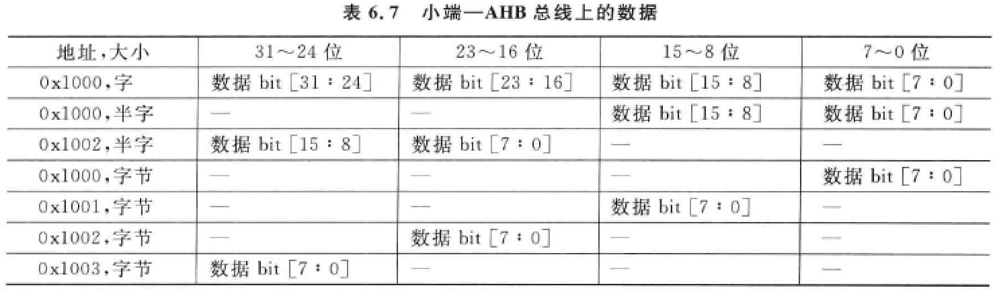 表 6.7 小端—AHB 总线上的数据
地址,大小 31～24 位 23～16 位 15～8 位 7～0 位
0x1000,字 数据 bit [31:24] 数据 bit [23:16] 数据 bit [15:8] 数据 bit [7:0]
0x1000,半字 — — 数据 bit [15:8] 数据 bit [7:0]
0x1002,半字 数据 bit [15:8] 数据 bit [7:0] — —
0x1000,字节 — — — 数据 bit [7:0]
0x1001,字节 — — 数据 bit [7:0] —
0x1002,字节 — 数据 bit [7:0] — —
0x1003,字节 数据 bit [7:0] — — —